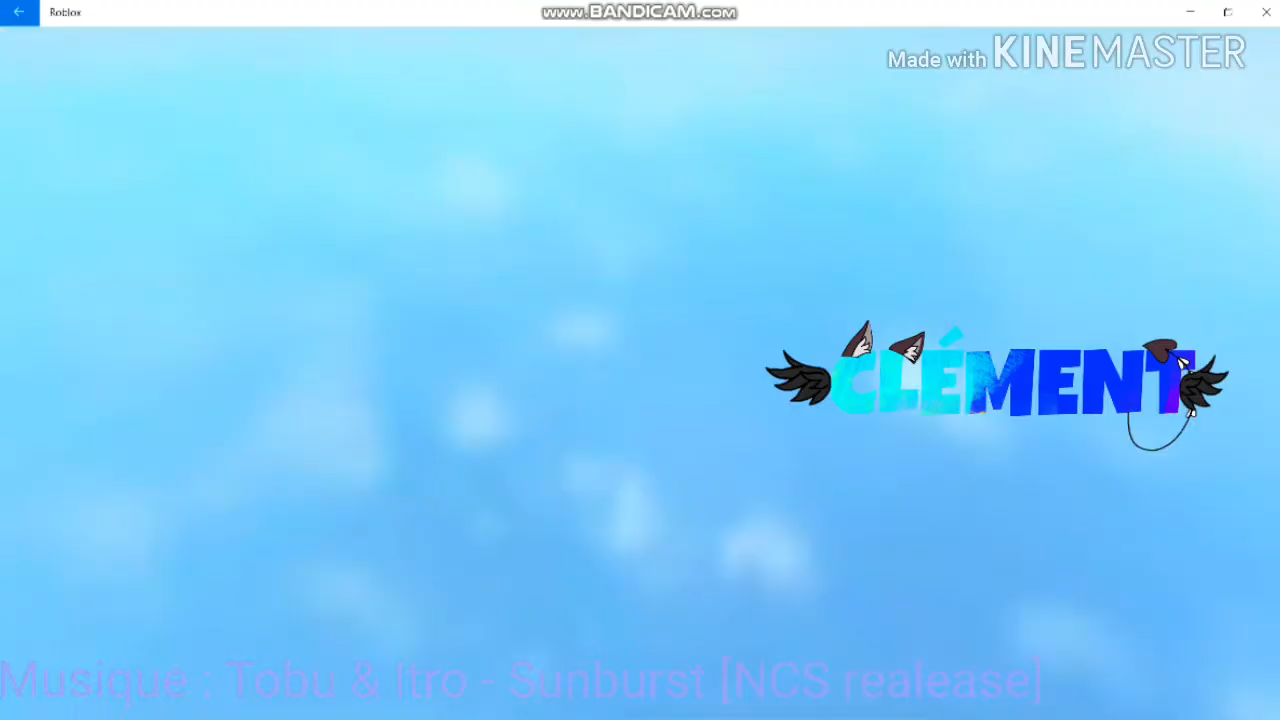 Roblox
www.BANDICAM.com
Made with KINEMASTER
CLÉMENT
Musique : Tobu & Itro - Sunburst [NCS realease]